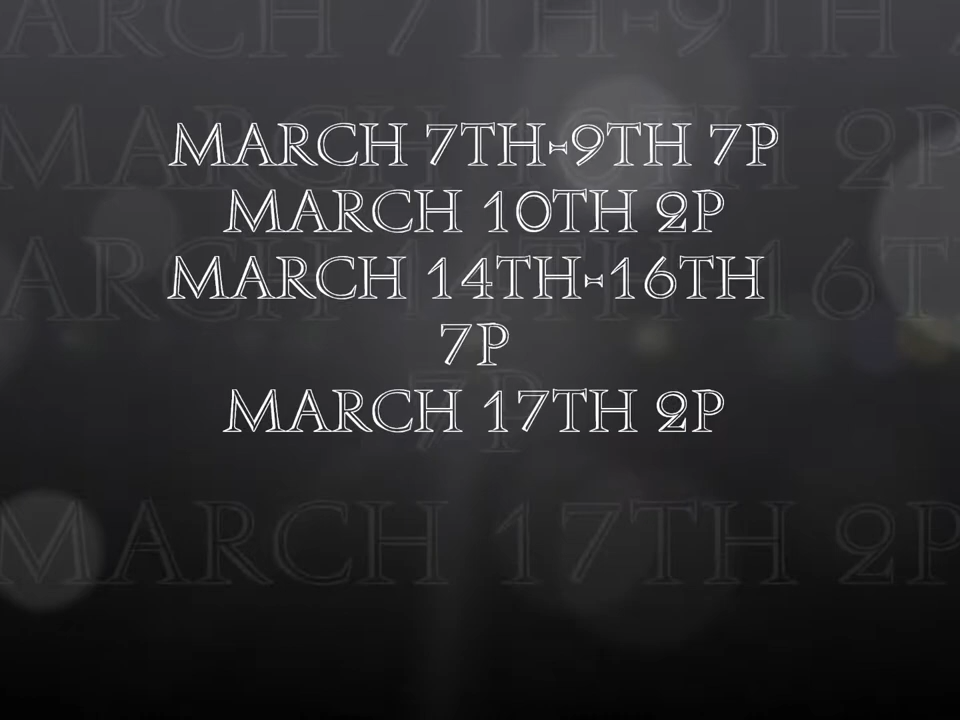 MARCH 7TH-9TH 7P
MARCH 10TH 2P
MARCH 14TH-16TH
7P
MARCH 17TH 2P